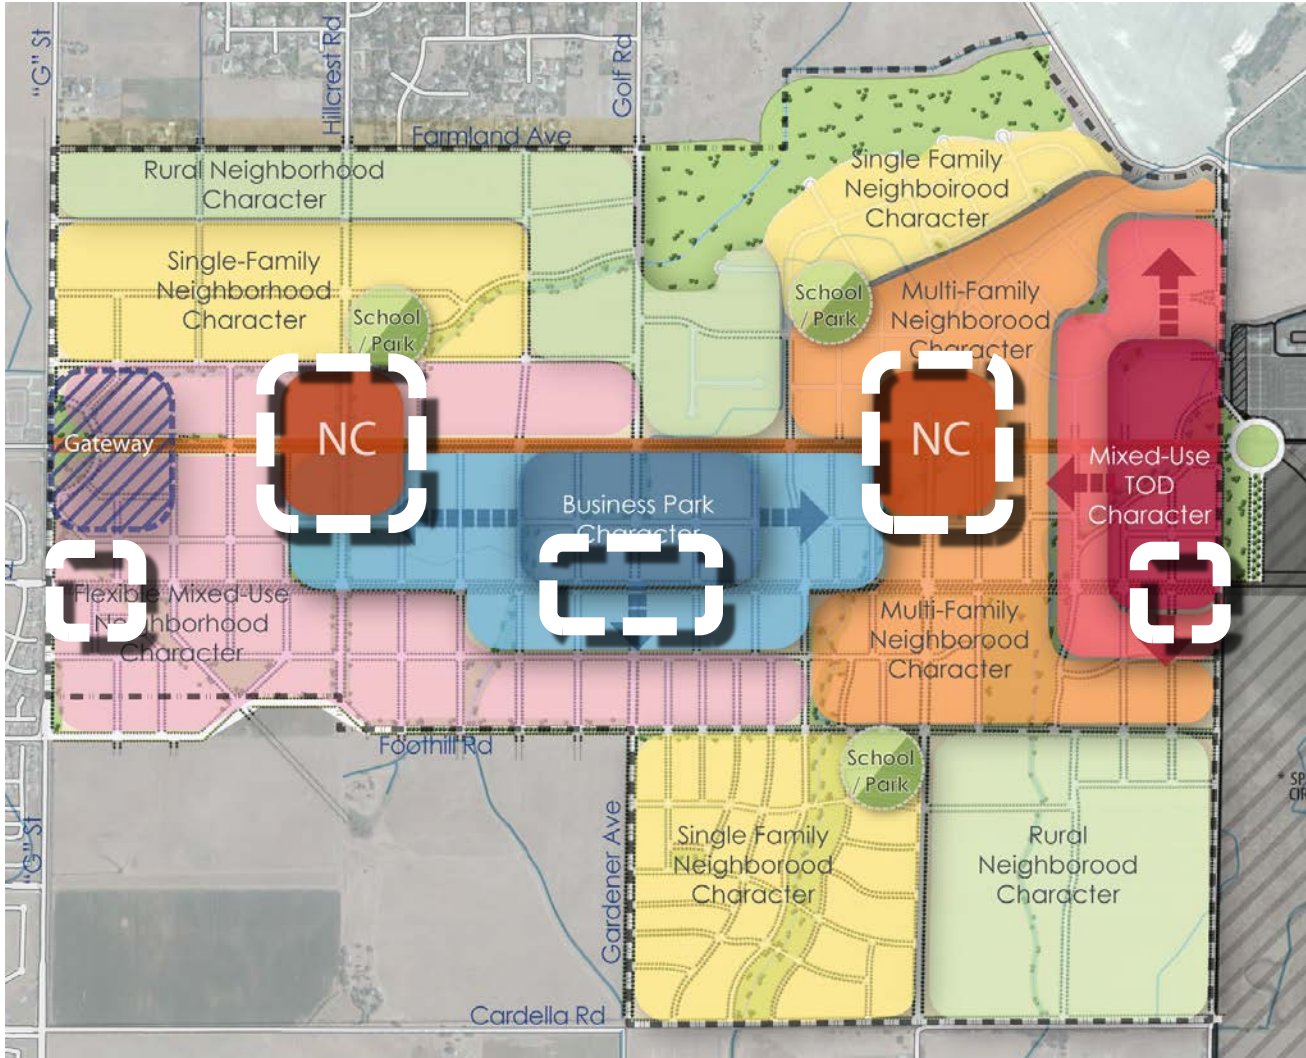 "G" St
Hillcrest Rd
Golf Rd
Farmland Ave
Rural Neighborhood
Character
Single Family
Neighboirood
Character
Single-Family
Neighborhood
Character
School
/ Park
School
/ Park
Multi-Family
Neighborood
Character
Gateway
NC
NC
Business Park
Character
Mixed-Use
TOD
Character
Flexible Mixed-Use
Neighborhood
Character
Multi-Family
Neighborood
Character
Foothill Rd
School
/ Park
"G" St
Gardener Ave
Single Family
Neighborood
Character
Rural
Neighborood
Character
Cardella Rd